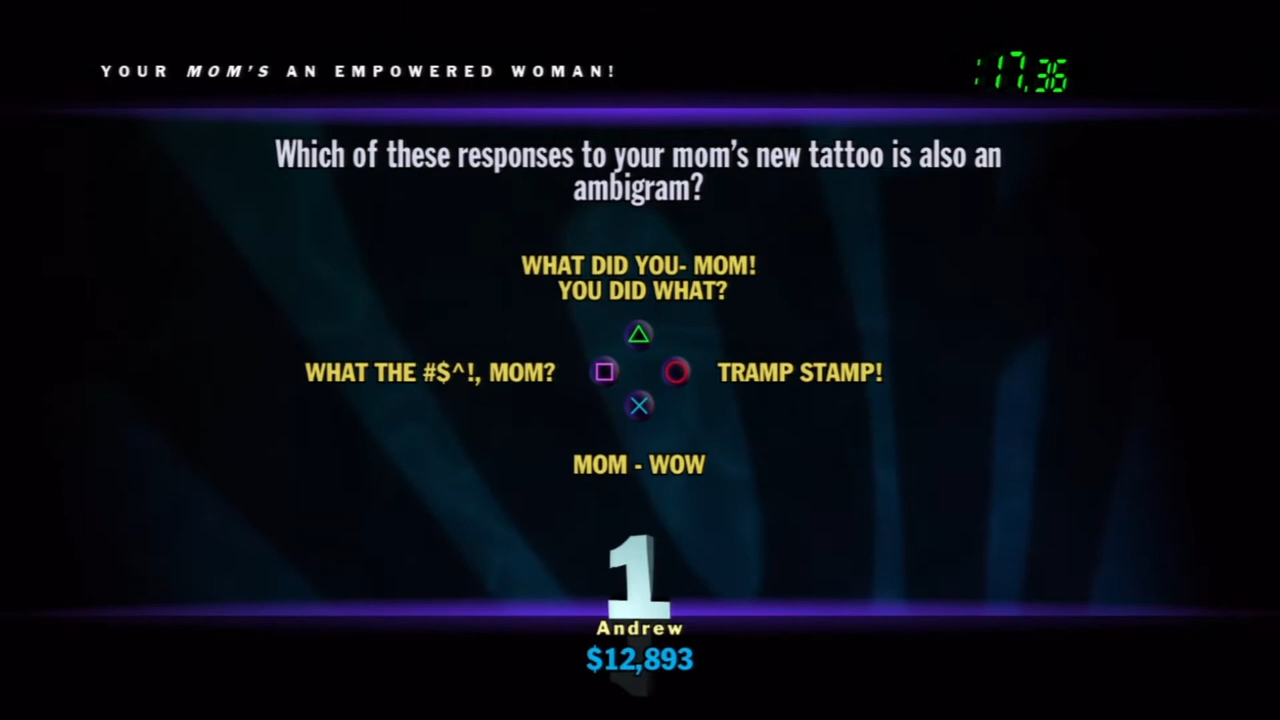 YOUR MOM'S AN EMPOWERED WOMAN!
:17.36
Which of these responses to your mom's new tattoo is also an
ambigram?
WHAT DID YOU- MOM!
YOU DID WHAT?
WHAT THE #$^!, MOM?
TRAMP STAMP!
MOM - WOW
1
Andrew
$12,893